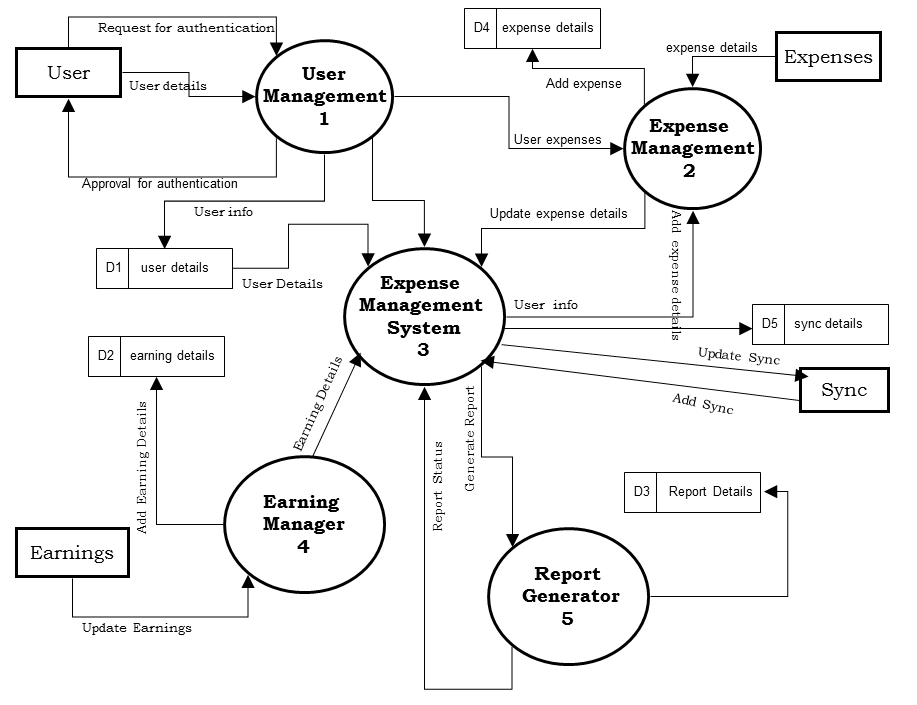 Request for authentication
D4 expense details
expense details
Expenses
User
User
Management
1
User details
Add expense
Expense
Management
2
User expenses
Approval for authentication
User info
Update expense details
Add expense details
D1 user details
User Details
Expense
Management
System
3
User info
D5 sync details
D2 earning details
Update Sync
Sync
Add Sync
Earning Details
Generate Report
Report Status
Add Earning Details
Earning
Manager
4
D3 Report Details
Earnings
Report
Generator
5
Update Earnings